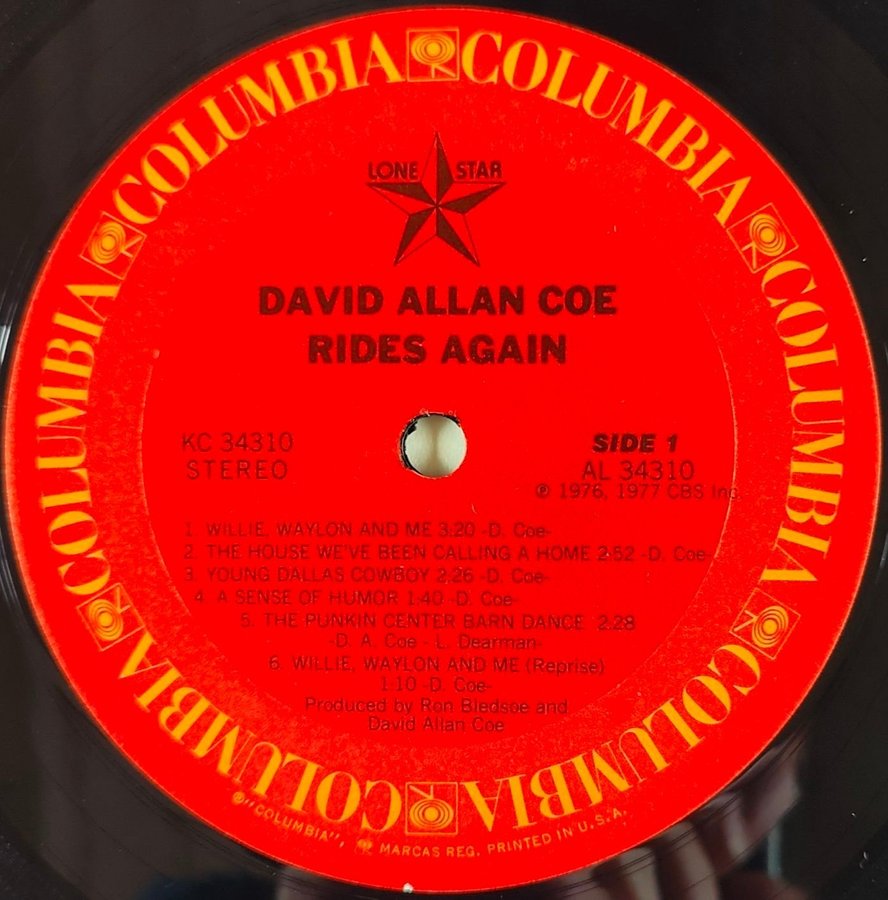 COLUMBIA COLUMBIA COLUMBIA COLUMBIA COLUMBIA COLUMBIA COLUMBIA COLUMBIA
LONE STAR
DAVID ALLAN COE
RIDES AGAIN
KC 34310
STEREO
SIDE 1
AL 34310
℗ 1976, 1977 CBS Inc.
1. WILLIE, WAYLON AND ME 3:20 -D. Coe-
2. THE HOUSE WE'VE BEEN CALLING A HOME 2:52 -D. Coe-
3. YOUNG DALLAS COWBOY 2:26 -D. Coe-
4. A SENSE OF HUMOR 1:40 -D. Coe-
5. THE PUNKIN CENTER BARN DANCE 2:28
-D. A. Coe - L. Dearman-
6. WILLIE, WAYLON AND ME (Reprise)
1:10 -D. Coe-
Produced by Ron Bledsoe and
David Allan Coe
®"COLUMBIA", MARCAS REG. PRINTED IN U.S.A.